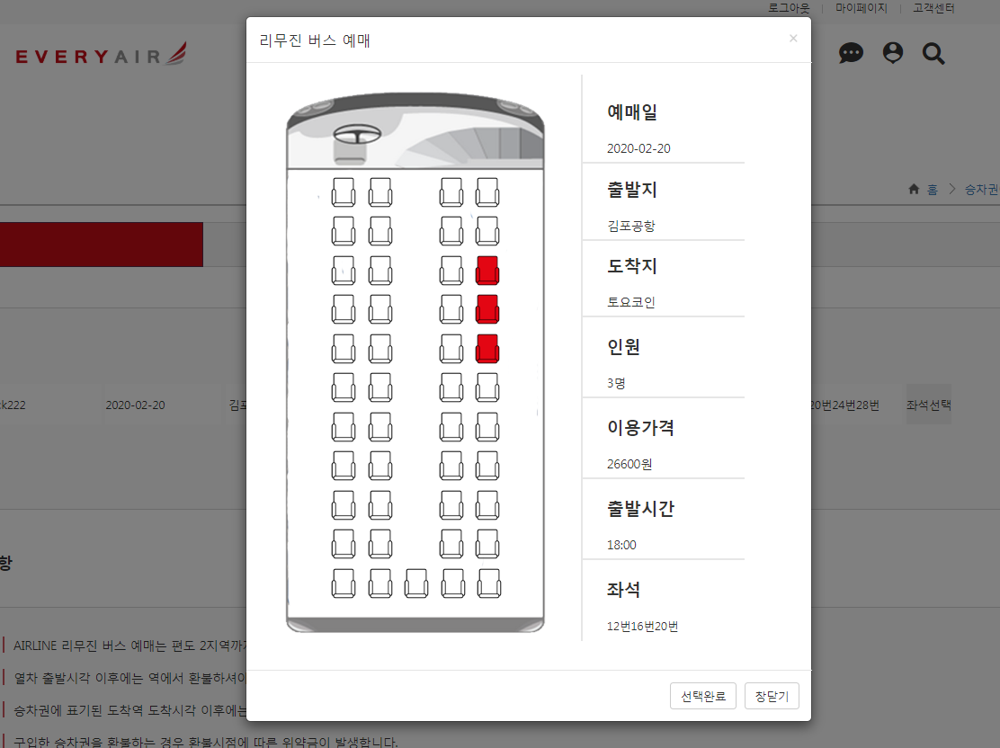 로그아웃 마이페이지 고객센터
EVERYAIR
홈 승차권
리무진 버스 예매 ×
예매일
2020-02-20
출발지
김포공항
도착지
토요코인
인원
3명
이용가격
26600원
출발시간
18:00
좌석
12번16번20번
선택완료 창닫기
k222 2020-02-20 김포 20번24번28번 좌석선택
항
AIRLINE 리무진 버스 예매는 편도 2지역까지
열차 출발시각 이후에는 역에서 환불하셔야
승차권에 표기된 도착역 도착시각 이후에는
구입한 승차권을 환불하는 경우 환불시점에 따른 위약금이 발생합니다.